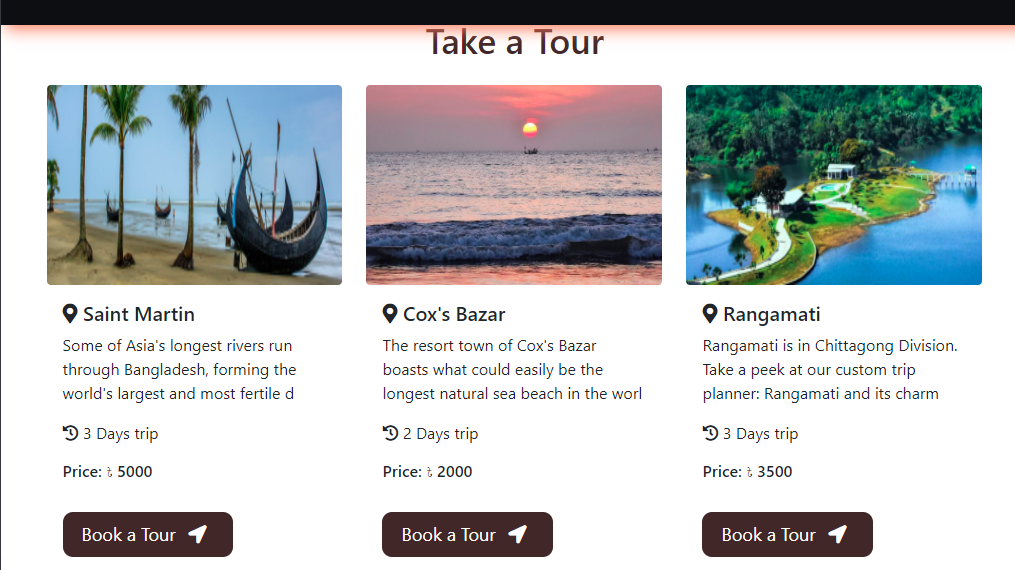 Take a Tour
Saint Martin
Some of Asia's longest rivers run
through Bangladesh, forming the
world's largest and most fertile d
3 Days trip
Price: ৳ 5000
Book a Tour
Cox's Bazar
The resort town of Cox's Bazar
boasts what could easily be the
longest natural sea beach in the worl
2 Days trip
Price: ৳ 2000
Book a Tour
Rangamati
Rangamati is in Chittagong Division.
Take a peek at our custom trip
planner: Rangamati and its charm
3 Days trip
Price: ৳ 3500
Book a Tour